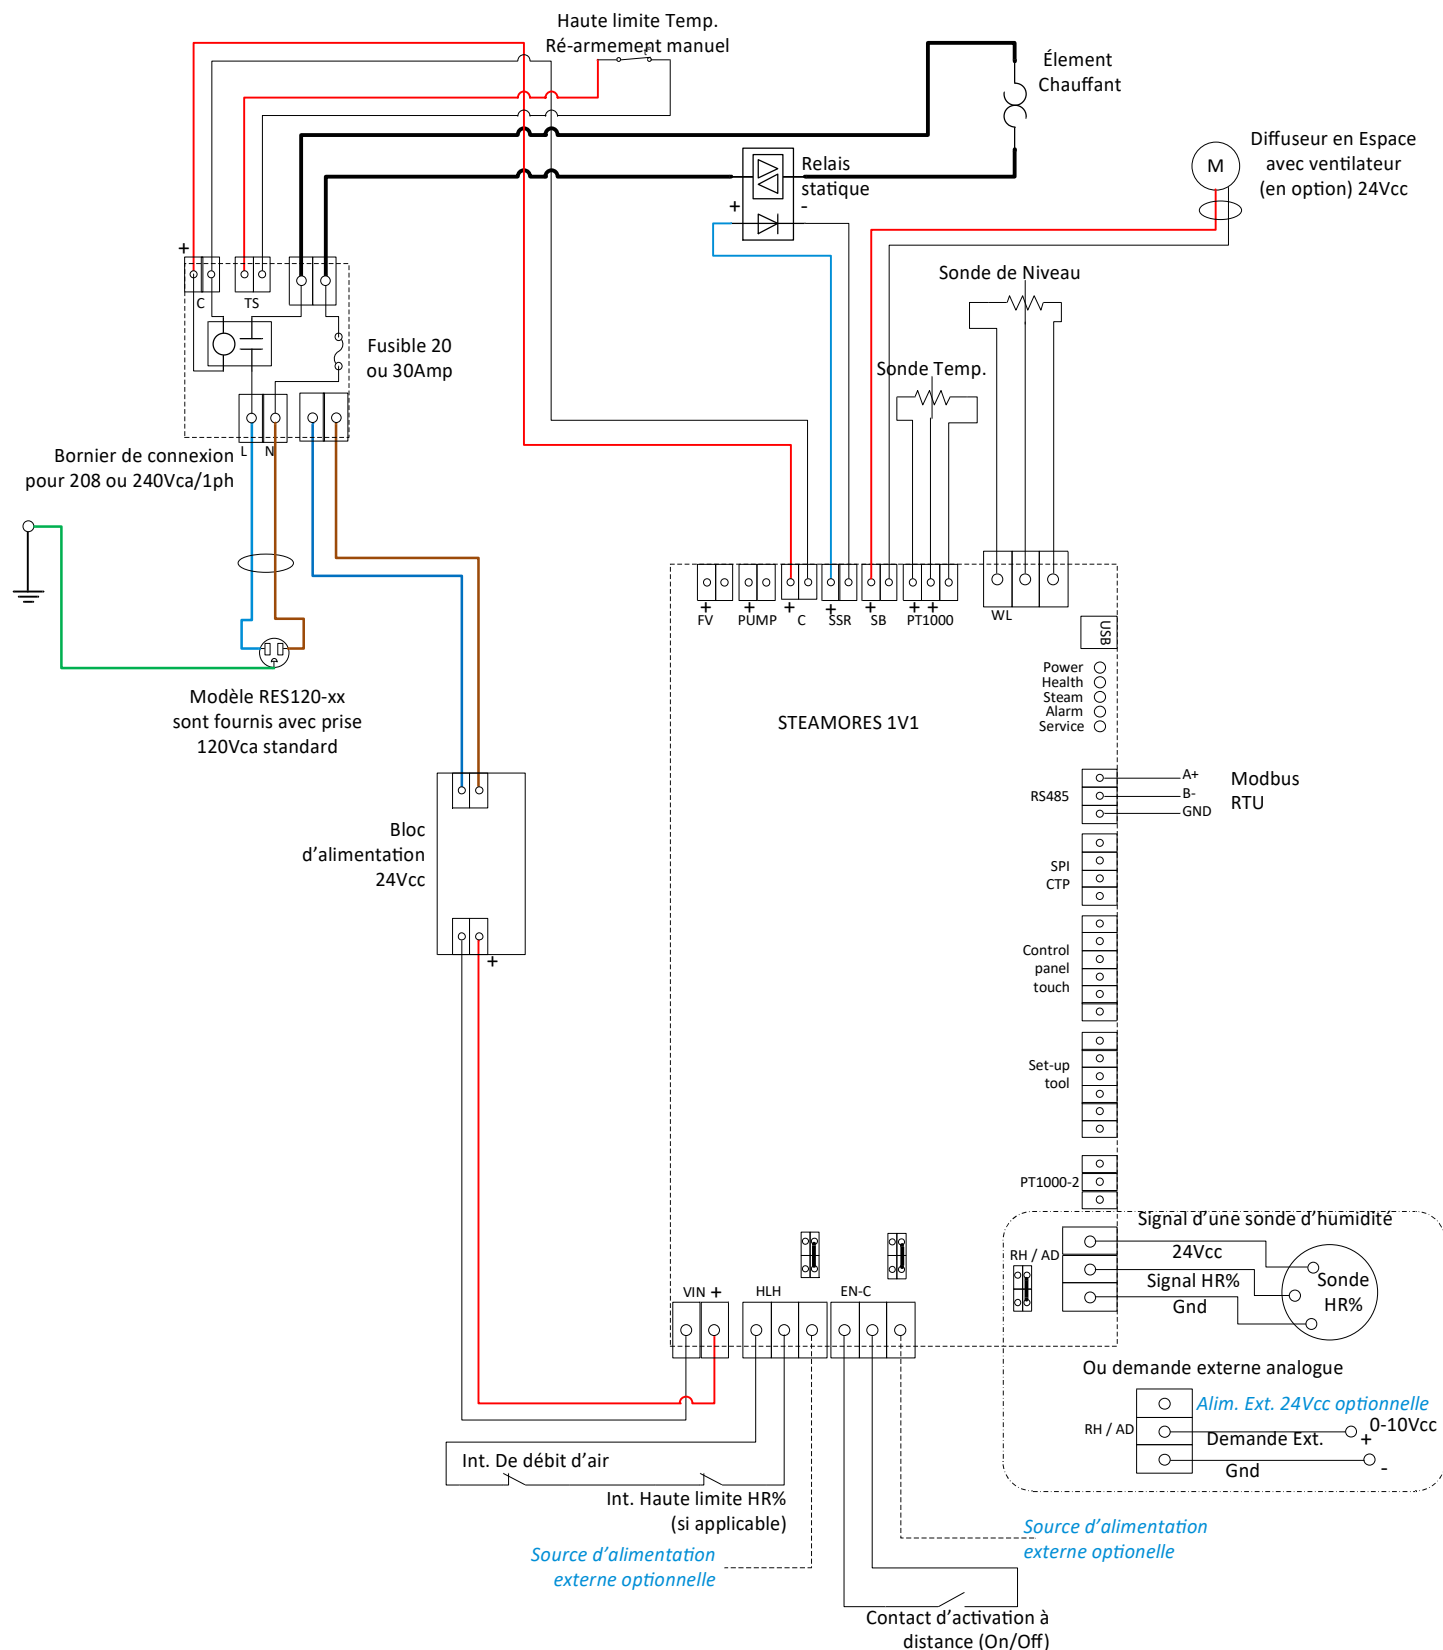 Haute limite Temp.
Ré-armement manuel
Élement
Chauffant
Diffuseur en Espace
avec ventilateur
(en option) 24Vcc
M
Relais
statique
+
-
+
C
TS
Sonde de Niveau
Fusible 20
ou 30Amp
Sonde Temp.
L
N
Bornier de connexion
pour 208 ou 240Vca/1ph
+
FV
+
PUMP
+
C
+
SSR
+
SB
+ +
PT1000
WL
USB
Power
Health
Steam
Alarm
Service
Modèle RES120-xx
sont fournis avec prise
120Vca standard
STEAMORES 1V1
RS485
A+
B-
GND
Modbus
RTU
Bloc
d’alimentation
24Vcc
+
SPI
CTP
Control
panel
touch
Set-up
tool
PT1000-2
Signal d’une sonde d’humidité
RH / AD
24Vcc
Signal HR%
Gnd
Sonde
HR%
VIN +
HLH
EN-C
Ou demande externe analogue
Alim. Ext. 24Vcc optionnelle
RH / AD
0-10Vcc
+
Demande Ext.
Gnd
-
Int. De débit d’air
Int. Haute limite HR%
(si applicable)
Source d’alimentation
externe optionnelle
Source d’alimentation
externe optionelle
Contact d’activation à
distance (On/Off)